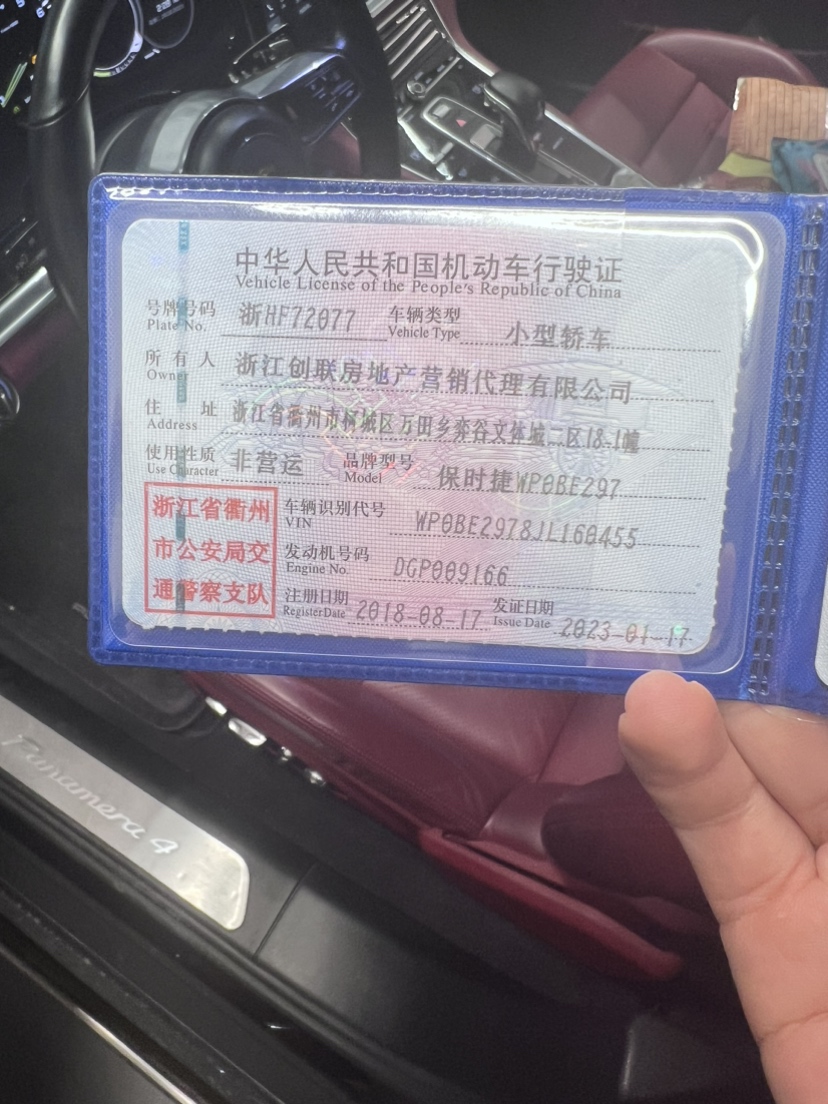 中华人民共和国机动车行驶证
Vehicle License of the People's Republic of China
号牌号码 浙HF72077 车辆类型 小型轿车
Plate No. Vehicle Type
所有人 浙江创联房地产营销代理有限公司
Owner
住址 浙江省衢州市柯城区万田乡奕谷文体城二区18-1幢
Address
使用性质 非营运 品牌型号 保时捷WP0BE297
Use Character Model
浙江省衢州
市公安局交
通警察支队
车辆识别代号 WP0BE2978JL160455
VIN
发动机号码 DGP009166
Engine No.
注册日期 2018-08-17 发证日期 2023-01-17
Register Date Issue Date
Panamera 4